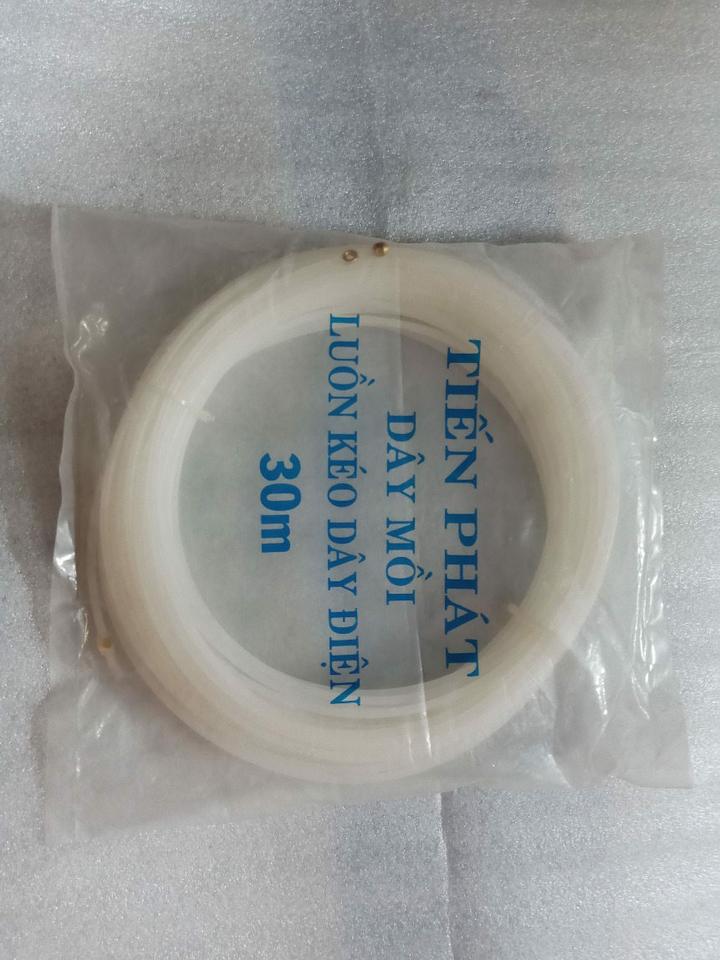 TIẾN PHÁT
DÂY MỒI
LUỒN KÉO DÂY ĐIỆN
30m